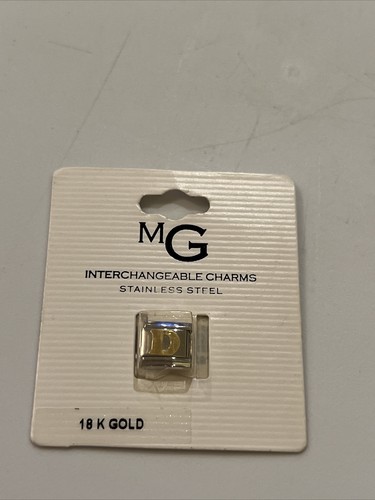 MG
INTERCHANGEABLE CHARMS
STAINLESS STEEL
D
18 K GOLD